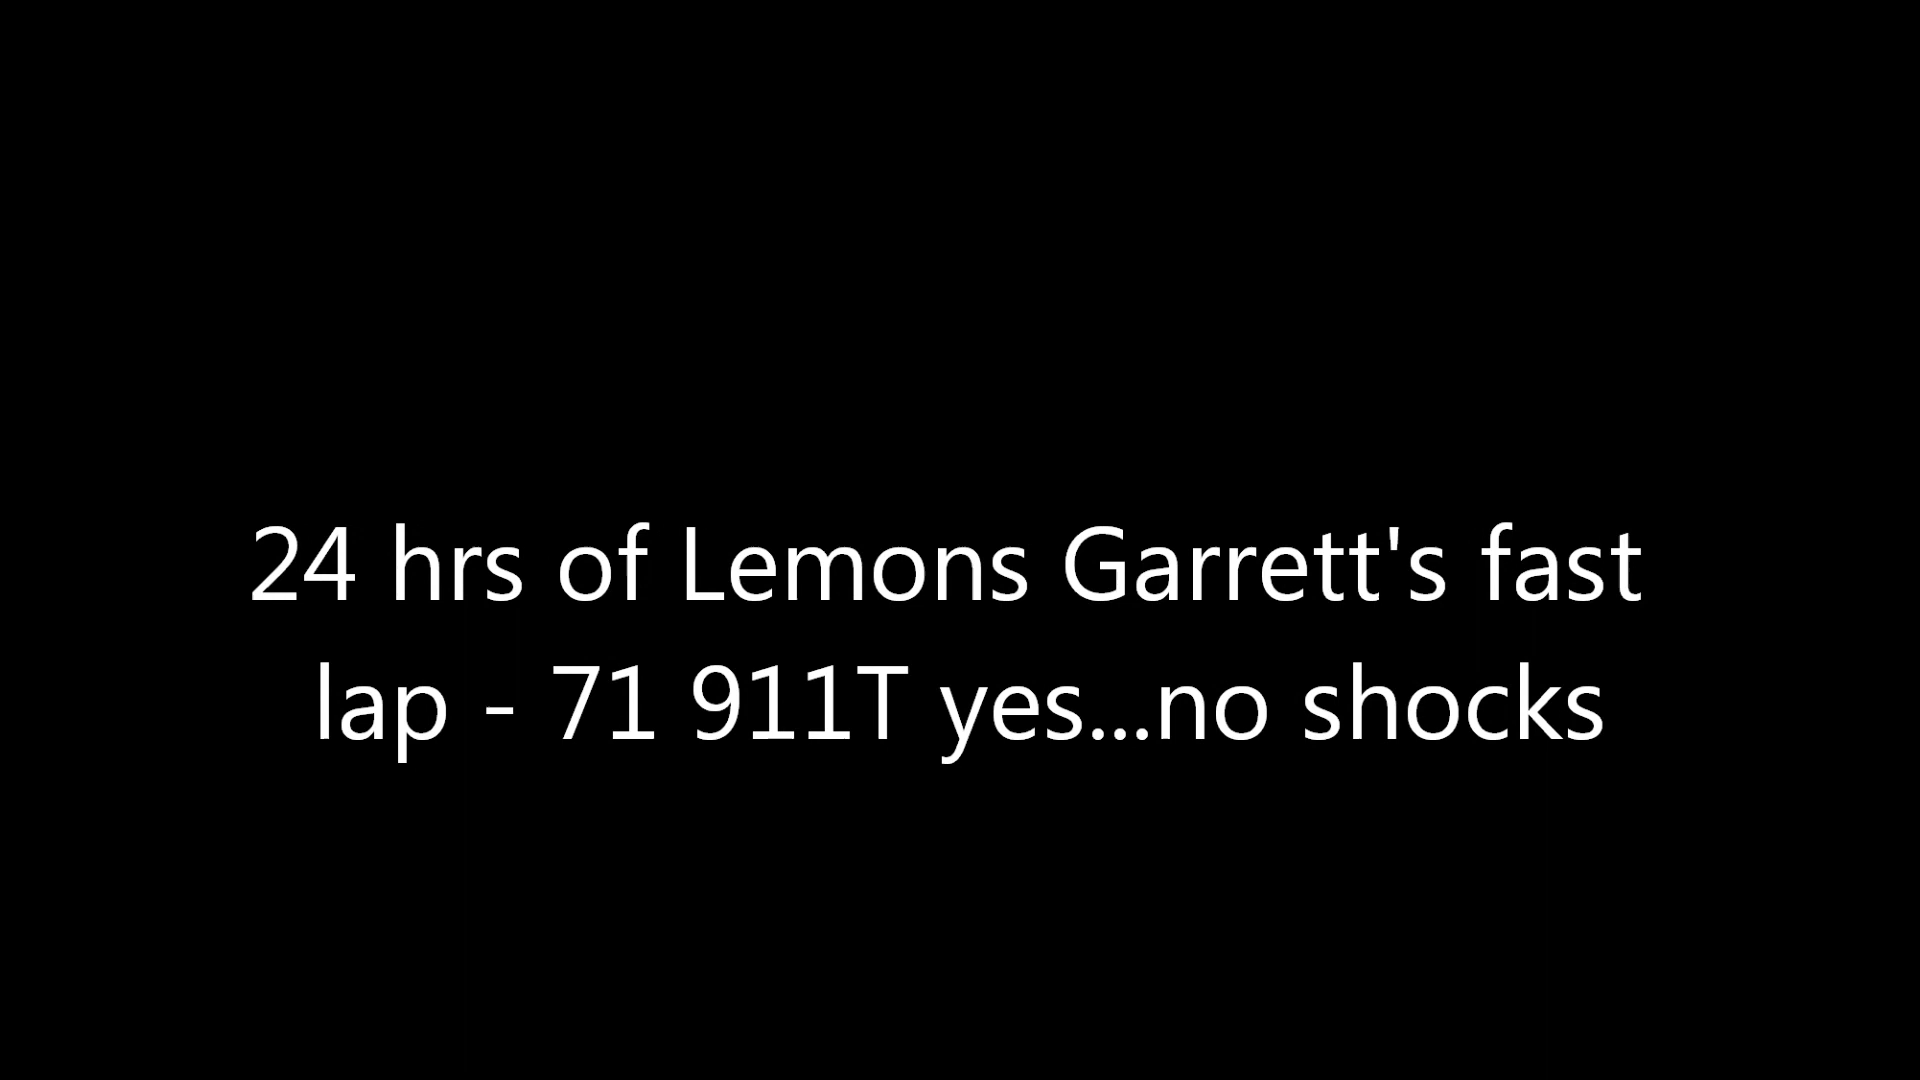 24 hrs of Lemons Garrett's fast
lap - 71 911T yes...no shocks